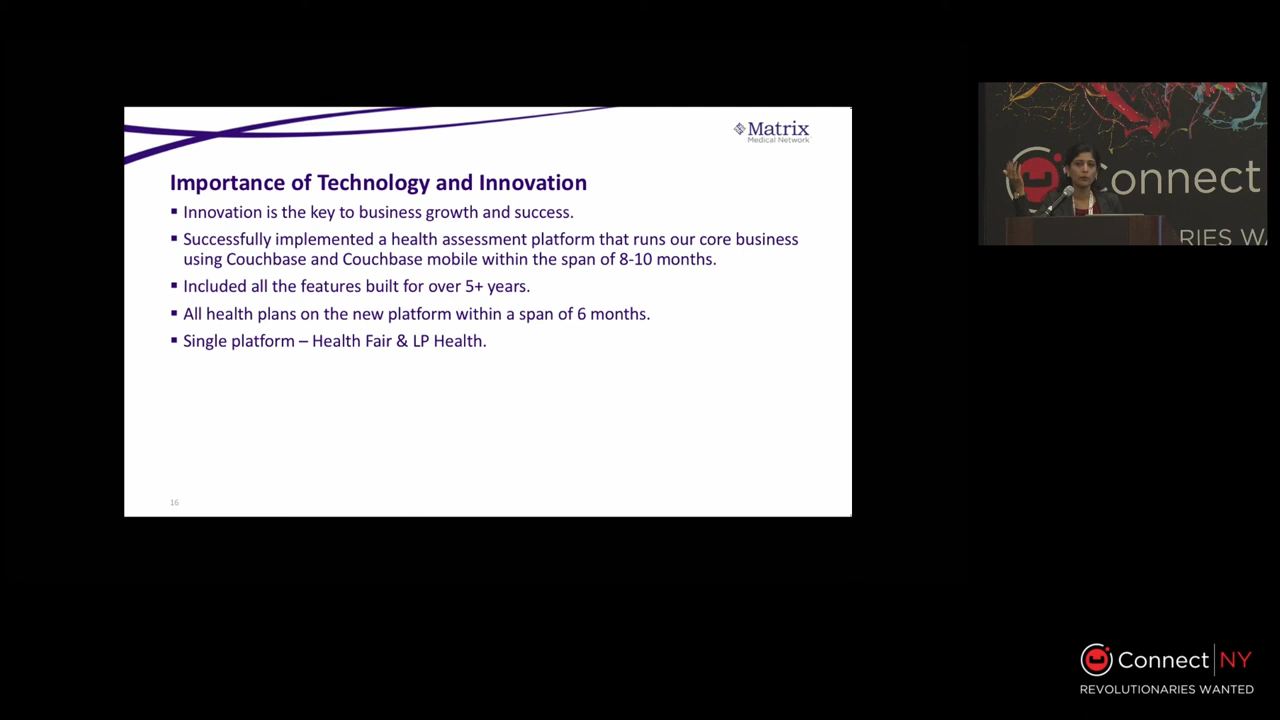 Matrix
Medical Network
Importance of Technology and Innovation
▪ Innovation is the key to business growth and success.
▪ Successfully implemented a health assessment platform that runs our core business
using Couchbase and Couchbase mobile within the span of 8-10 months.
▪ Included all the features built for over 5+ years.
▪ All health plans on the new platform within a span of 6 months.
▪ Single platform – Health Fair & LP Health.
16
Connect
RIES WA
Connect | NY
REVOLUTIONARIES WANTED